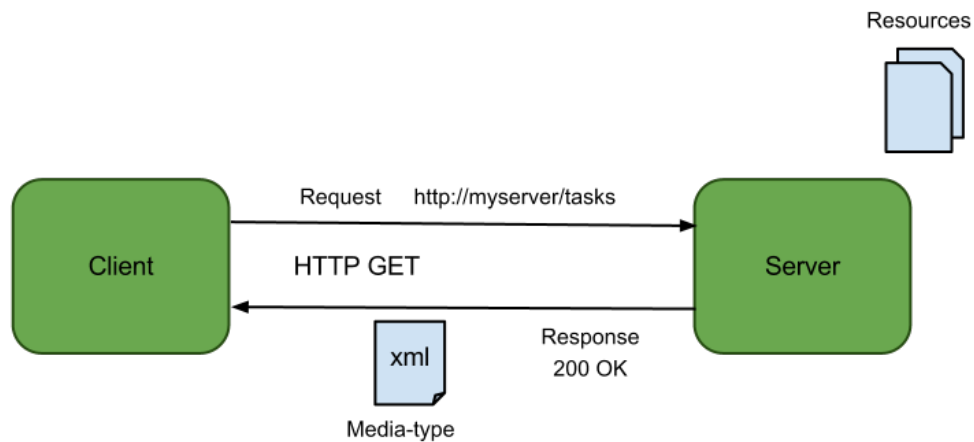 Resources
Request http://myserver/tasks
Client
HTTP GET
Server
Response
200 OK
xml
Media-type